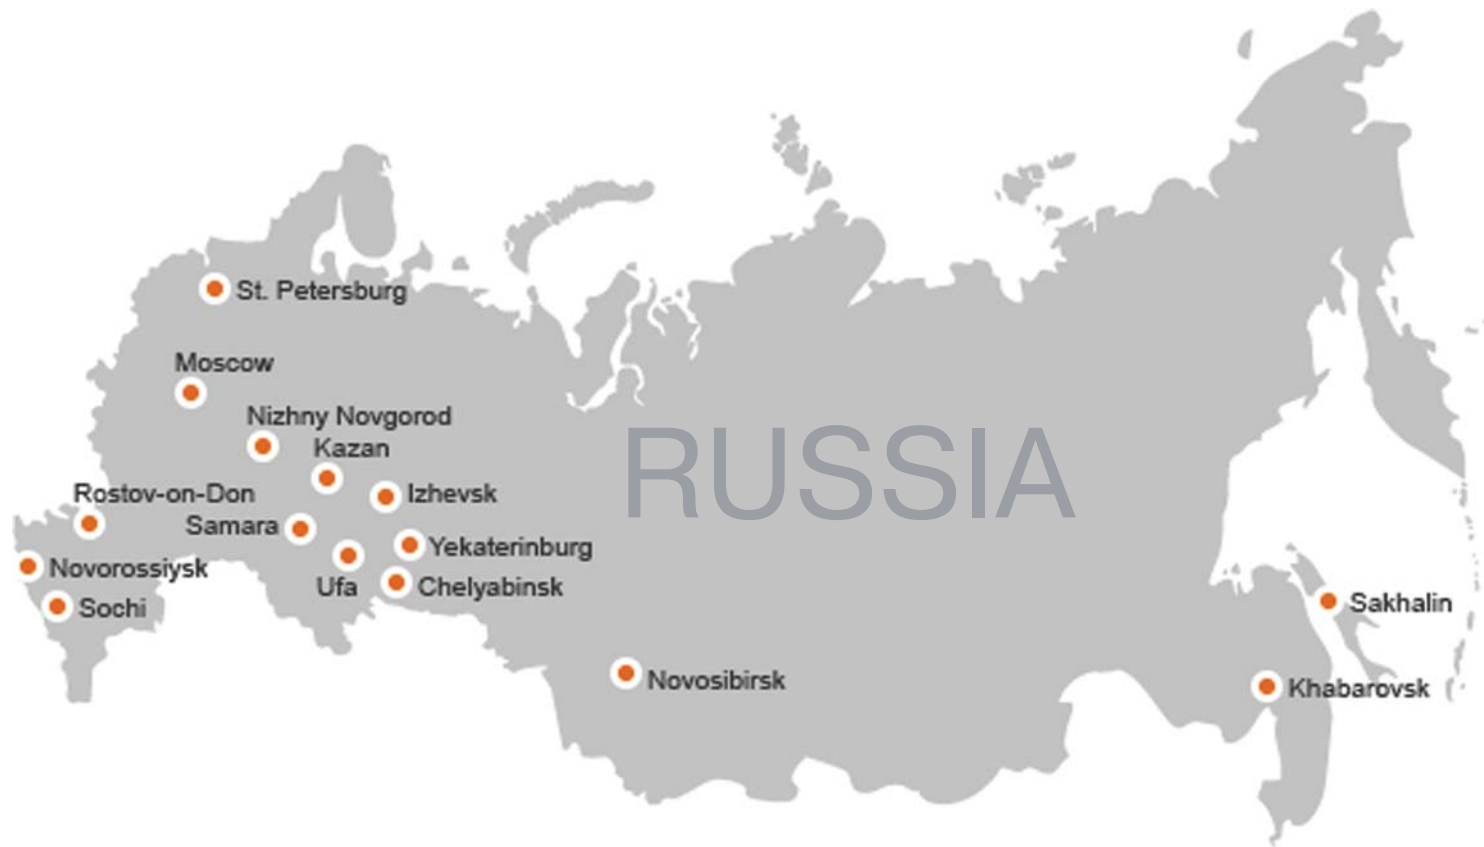 St. Petersburg
Moscow
Nizhny Novgorod
Kazan
RUSSIA
Rostov-on-Don
Izhevsk
Samara
Yekaterinburg
Novorossiysk
Ufa
Chelyabinsk
Sochi
Sakhalin
Novosibirsk
Khabarovsk